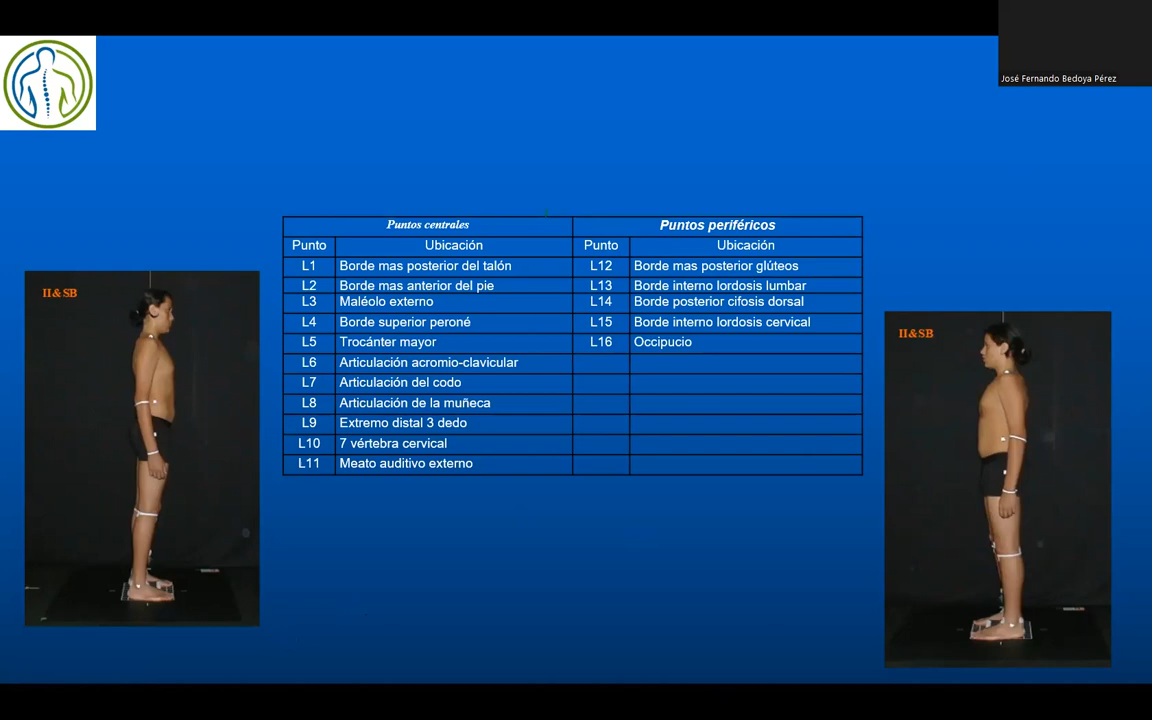 José Fernando Bedoya Pérez
Puntos centrales Puntos periféricos
Punto Ubicación Punto Ubicación
L1 Borde mas posterior del talón L12 Borde mas posterior glúteos
L2 Borde mas anterior del pie L13 Borde interno lordosis lumbar
L3 Maléolo externo L14 Borde posterior cifosis dorsal
L4 Borde superior peroné L15 Borde interno lordosis cervical
L5 Trocánter mayor L16 Occipucio
L6 Articulación acromio-clavicular
L7 Articulación del codo
L8 Articulación de la muñeca
L9 Extremo distal 3 dedo
L10 7 vértebra cervical
L11 Meato auditivo externo
II&SB
II&SB